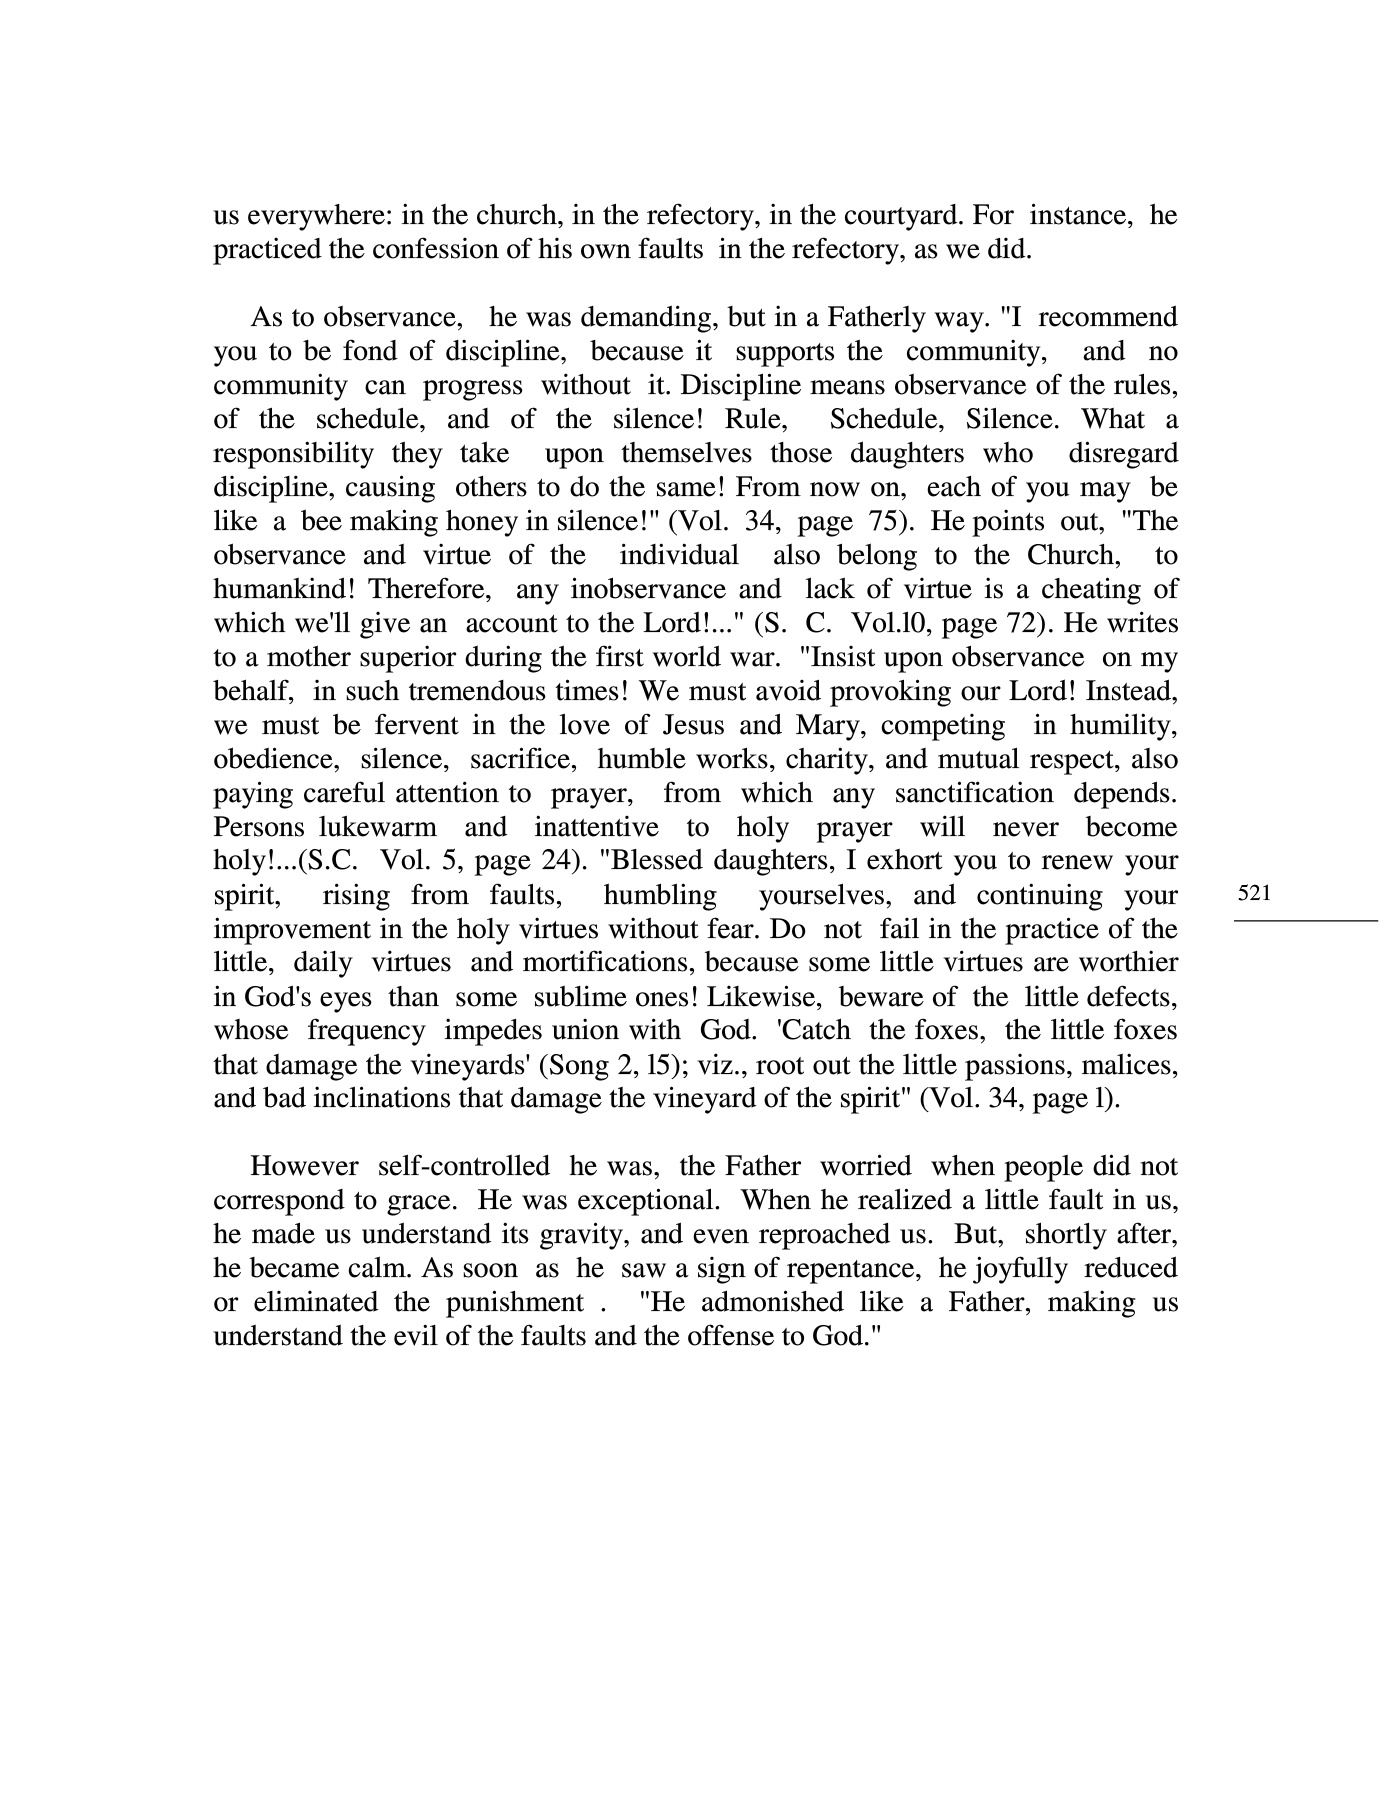 us everywhere: in the church, in the refectory, in the courtyard. For instance, he
practiced the confession of his own faults in the refectory, as we did.
As to observance, he was demanding, but in a Fatherly way. "I recommend
you to be fond of discipline, because it supports the community, and no
community can progress without it. Discipline means observance of the rules,
of the schedule, and of the silence! Rule, Schedule, Silence. What a
responsibility they take upon themselves those daughters who disregard
discipline, causing others to do the same! From now on, each of you may be
like a bee making honey in silence!" (Vol. 34, page 75). He points out, "The
observance and virtue of the individual also belong to the Church, to
humankind! Therefore, any inobservance and lack of virtue is a cheating of
which we'll give an account to the Lord!..." (S. C. Vol.l0, page 72). He writes
to a mother superior during the first world war. "Insist upon observance on my
behalf, in such tremendous times! We must avoid provoking our Lord! Instead,
we must be fervent in the love of Jesus and Mary, competing in humility,
obedience, silence, sacrifice, humble works, charity, and mutual respect, also
paying careful attention to prayer, from which any sanctification depends.
Persons lukewarm and inattentive to holy prayer will never become
holy!...(S.C. Vol. 5, page 24). "Blessed daughters, I exhort you to renew your
spirit, rising from faults, humbling yourselves, and continuing your
improvement in the holy virtues without fear. Do not fail in the practice of the
little, daily virtues and mortifications, because some little virtues are worthier
in God's eyes than some sublime ones! Likewise, beware of the little defects,
whose frequency impedes union with God. 'Catch the foxes, the little foxes
that damage the vineyards' (Song 2, l5); viz., root out the little passions, malices,
and bad inclinations that damage the vineyard of the spirit" (Vol. 34, page l).
However self-controlled he was, the Father worried when people did not
correspond to grace. He was exceptional. When he realized a little fault in us,
he made us understand its gravity, and even reproached us. But, shortly after,
he became calm. As soon as he saw a sign of repentance, he joyfully reduced
or eliminated the punishment . "He admonished like a Father, making us
understand the evil of the faults and the offense to God."
521